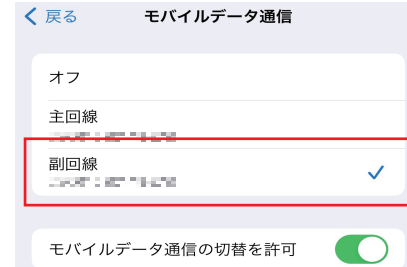 戻る
モバイルデータ通信
オフ
主回線
副回線
モバイルデータ通信の切替を許可